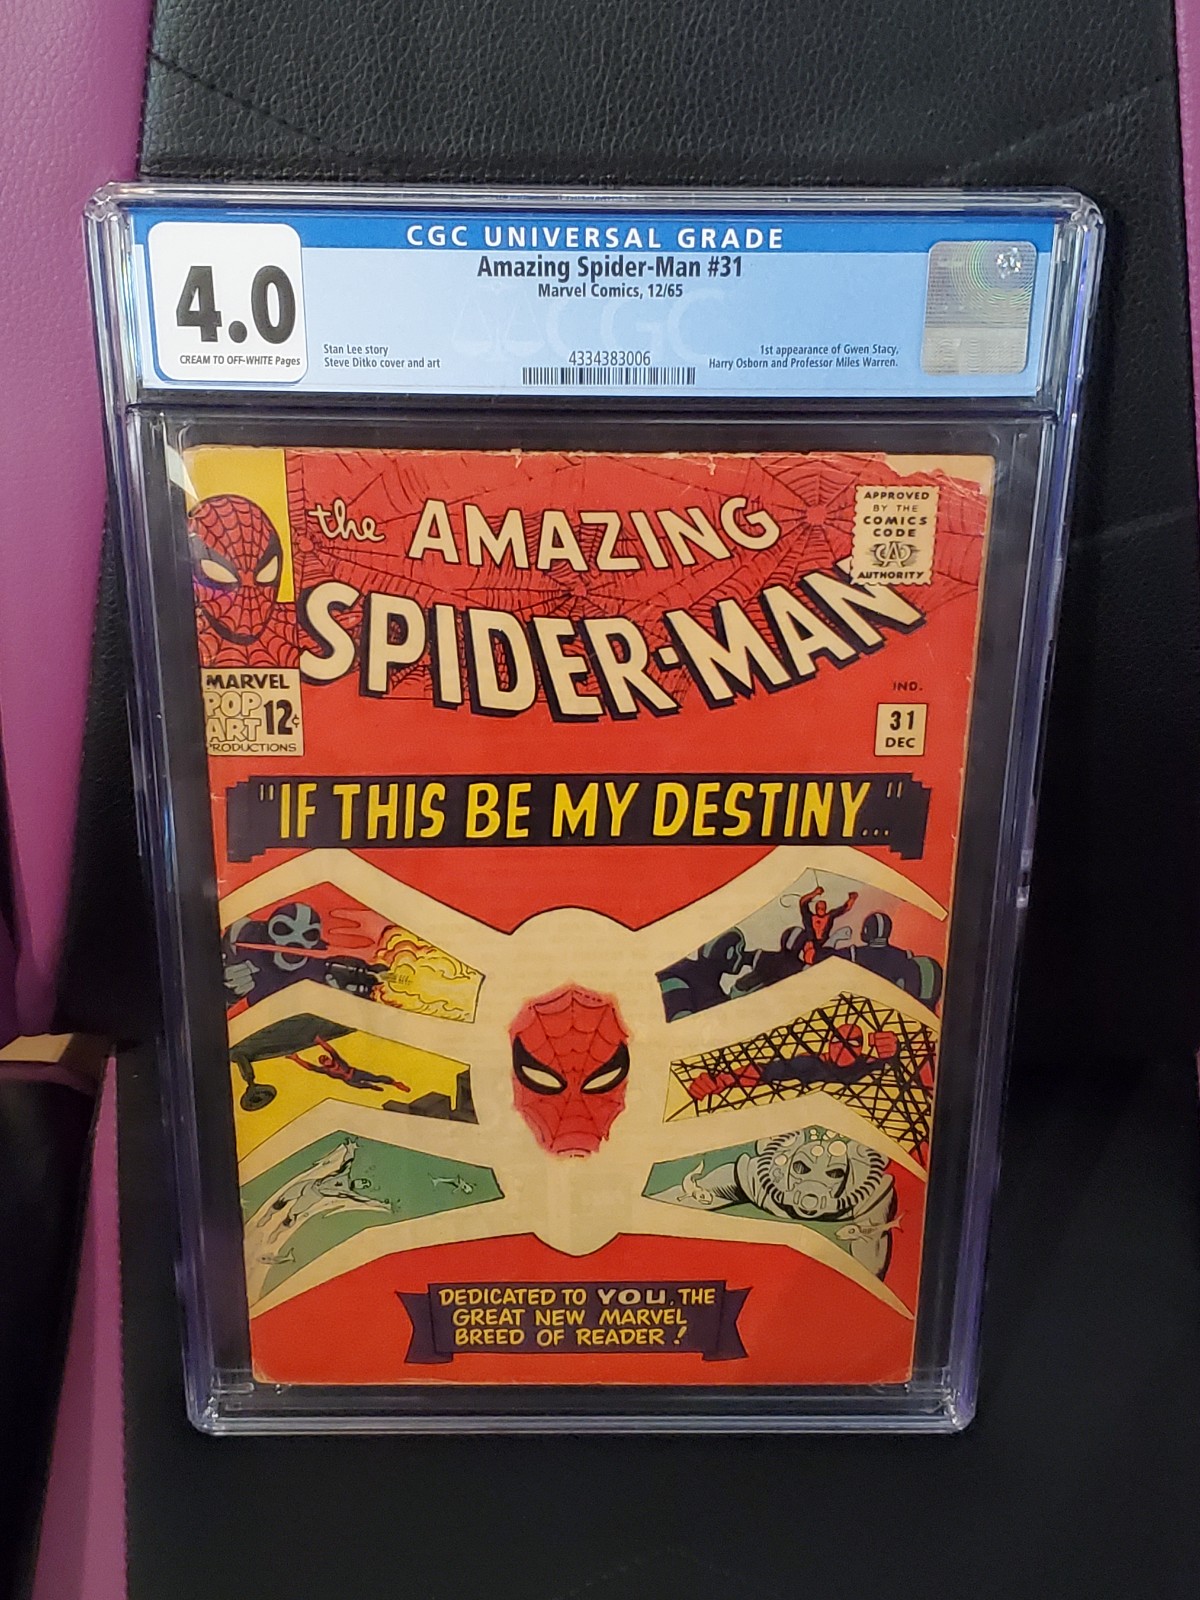 CGC UNIVERSAL GRADE
4.0
CREAM TO OFF-WHITE Pages
Amazing Spider-Man #31
Marvel Comics, 12/65
Stan Lee story
Steve Ditko cover and art
4334383006
1st appearance of Gwen Stacy,
Harry Osborn and Professor Miles Warren.
CGC
the AMAZING
SPIDER-MAN
APPROVED
BY THE
COMICS
CODE
CA
AUTHORITY
MARVEL
POP
ART
12¢
RODUCTIONS
IND.
31
DEC
"IF THIS BE MY DESTINY..."
DEDICATED TO YOU, THE
GREAT NEW MARVEL
BREED OF READER!